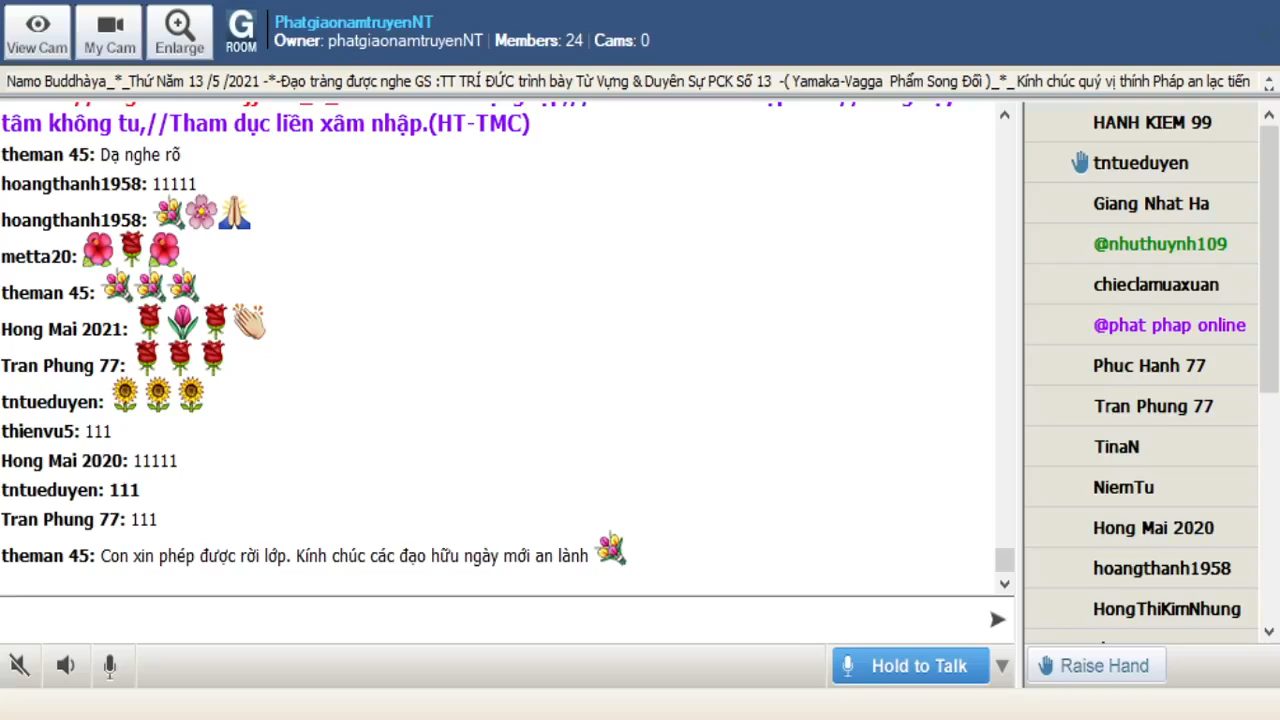 View Cam
My Cam
Enlarge
G
ROOM
PhatgiaonamtruyenNT
Owner: phatgiaonamtruyenNT | Members: 24 | Cams: 0
Namo Buddhàya_*_Thứ Năm 13 /5 /2021 -*-Đạo tràng được nghe GS :TT TRÍ ĐỨC trình bày Từ Vựng & Duyên Sự PCK Số 13 -( Yamaka-Vagga Phẩm Song Đối )_*_ Kính chúc quý vị thính Pháp an lạc tiến
tâm không tu,//Tham dục liền xâm nhập.(HT-TMC)
theman 45: Dạ nghe rõ
hoangthanh1958: 11111
hoangthanh1958:
metta20:
theman 45:
Hong Mai 2021:
Tran Phung 77:
tntueduyen:
thienvu5: 111
Hong Mai 2020: 11111
tntueduyen: 111
Tran Phung 77: 111
theman 45: Con xin phép được rời lớp. Kính chúc các đạo hữu ngày mới an lành
HANH KIEM 99
tntueduyen
Giang Nhat Ha
@nhuthuynh109
chieclamuaxuan
@phat phap online
Phuc Hanh 77
Tran Phung 77
TinaN
NiemTu
Hong Mai 2020
hoangthanh1958
HongThiKimNhung
Hold to Talk
Raise Hand